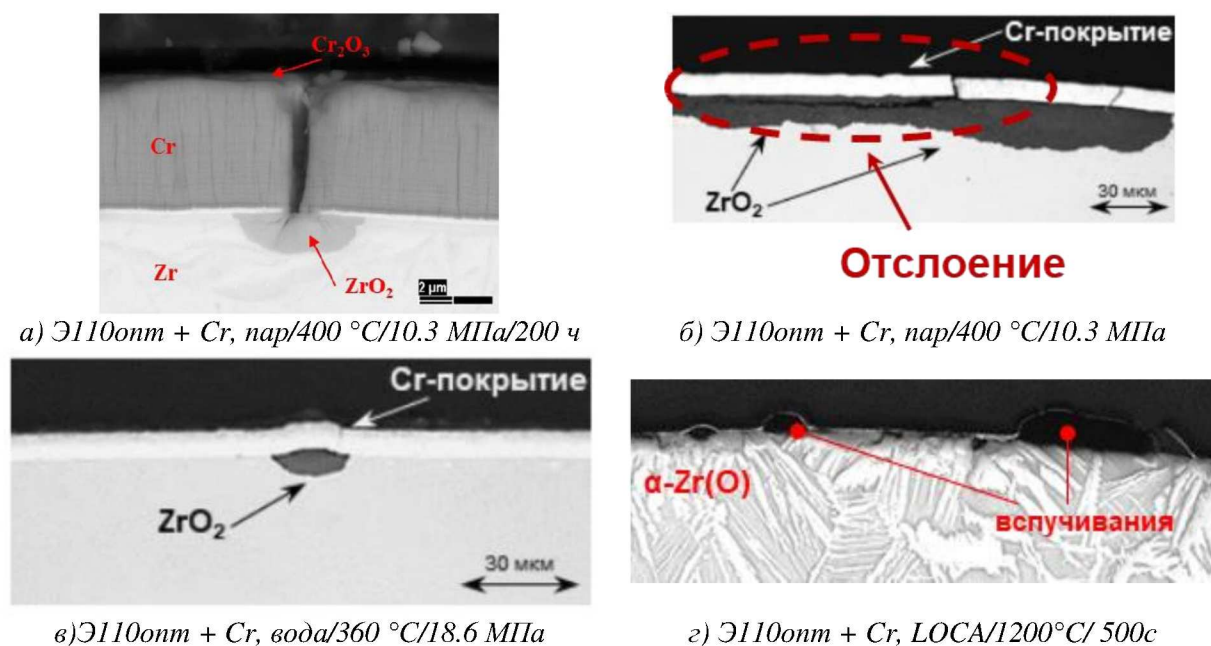 Cr₂O₃
Cr
Zr
ZrO₂
2 µm
а) Э110опт + Cr, пар/400 °C/10.3 МПа/200 ч
Cr-покрытие
ZrO₂
30 мкм
Отслоение
б) Э110опт + Cr, пар/400 °C/10.3 МПа
Cr-покрытие
ZrO₂
30 мкм
в)Э110опт + Cr, вода/360 °C/18.6 МПа
α-Zr(O)
вспучивания
г) Э110опт + Cr, LOCA/1200°C/ 500с